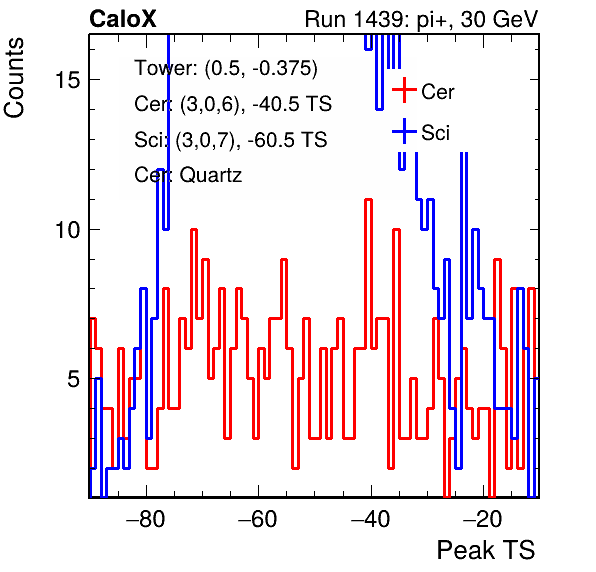 CaloX Run 1439: pi+, 30 GeV
Counts
Tower: (0.5, -0.375)
Cer: (3,0,6), -40.5 TS
Sci: (3,0,7), -60.5 TS
Cer: Quartz
Cer
Sci
15
10
5
−80 −60 −40 −20
Peak TS